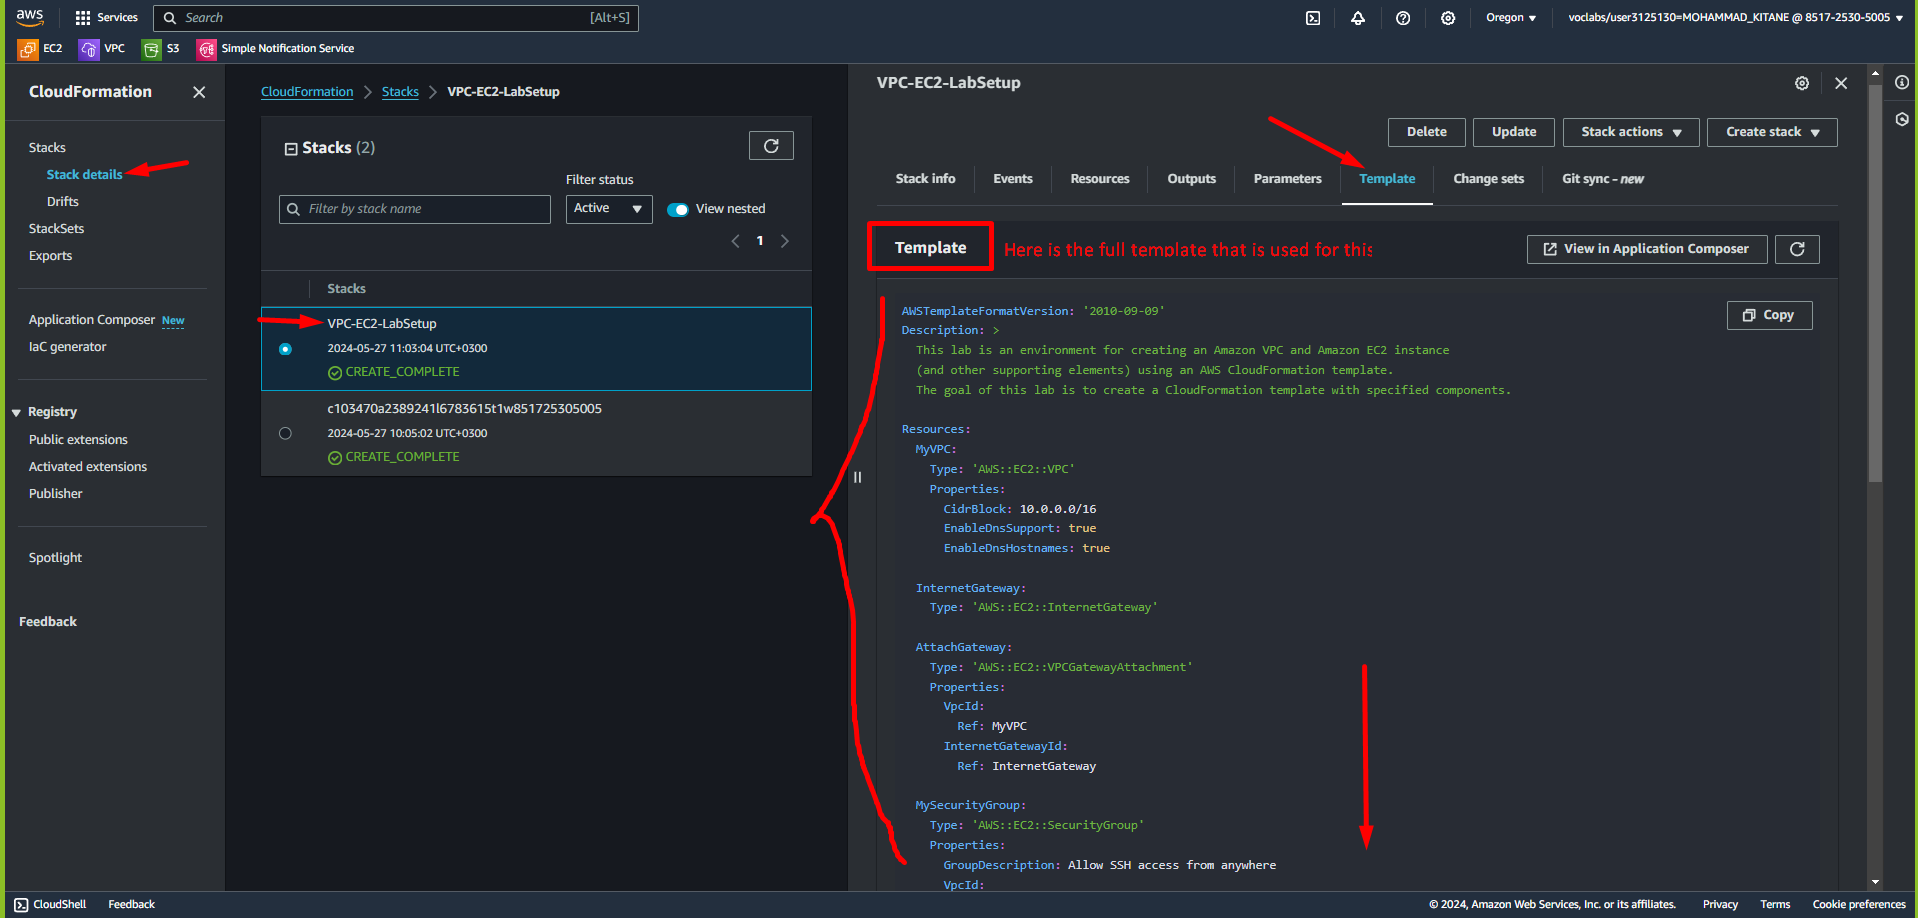 aws
Services
Search
[Alt+S]
Oregon
voclabs/user3125130=MOHAMMAD_KITANE @ 8517-2530-5005
EC2
VPC
S3
Simple Notification Service
CloudFormation
Stacks
Stack details
Drifts
StackSets
Exports
Application Composer New
IaC generator
Registry
Public extensions
Activated extensions
Publisher
Spotlight
Feedback
CloudFormation
Stacks
VPC-EC2-LabSetup
Stacks (2)
Filter status
Filter by stack name
Active
View nested
1
Stacks
VPC-EC2-LabSetup
2024-05-27 11:03:04 UTC+0300
CREATE_COMPLETE
c103470a2389241l6783615t1w851725305005
2024-05-27 10:05:02 UTC+0300
CREATE_COMPLETE
VPC-EC2-LabSetup
Delete
Update
Stack actions
Create stack
Stack info
Events
Resources
Outputs
Parameters
Template
Change sets
Git sync - new
Template
Here is the full template that is used for this
View in Application Composer
Copy
AWSTemplateFormatVersion: '2010-09-09'
Description: >
This lab is an environment for creating an Amazon VPC and Amazon EC2 instance
(and other supporting elements) using an AWS CloudFormation template.
The goal of this lab is to create a CloudFormation template with specified components.
Resources:
MyVPC:
Type: 'AWS::EC2::VPC'
Properties:
CidrBlock: 10.0.0.0/16
EnableDnsSupport: true
EnableDnsHostnames: true
InternetGateway:
Type: 'AWS::EC2::InternetGateway'
AttachGateway:
Type: 'AWS::EC2::VPCGatewayAttachment'
Properties:
VpcId:
Ref: MyVPC
InternetGatewayId:
Ref: InternetGateway
MySecurityGroup:
Type: 'AWS::EC2::SecurityGroup'
Properties:
GroupDescription: Allow SSH access from anywhere
VpcId:
CloudShell
Feedback
© 2024, Amazon Web Services, Inc. or its affiliates.
Privacy
Terms
Cookie preferences